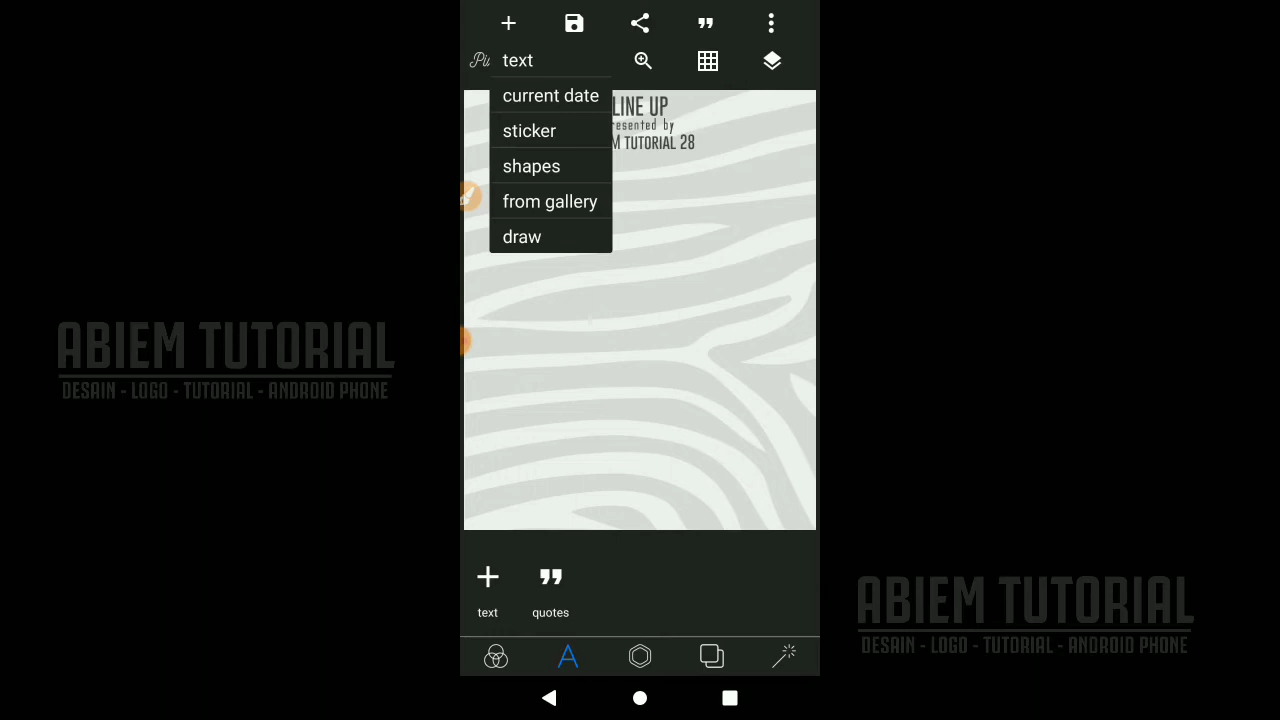 text
current date
sticker
shapes
from gallery
draw
LINE UP
resented by
M TUTORIAL 28
ABIEM TUTORIAL
DESAIN - LOGO - TUTORIAL - ANDROID PHONE
text
quotes
ABIEM TUTORIAL
DESAIN - LOGO - TUTORIAL - ANDROID PHONE